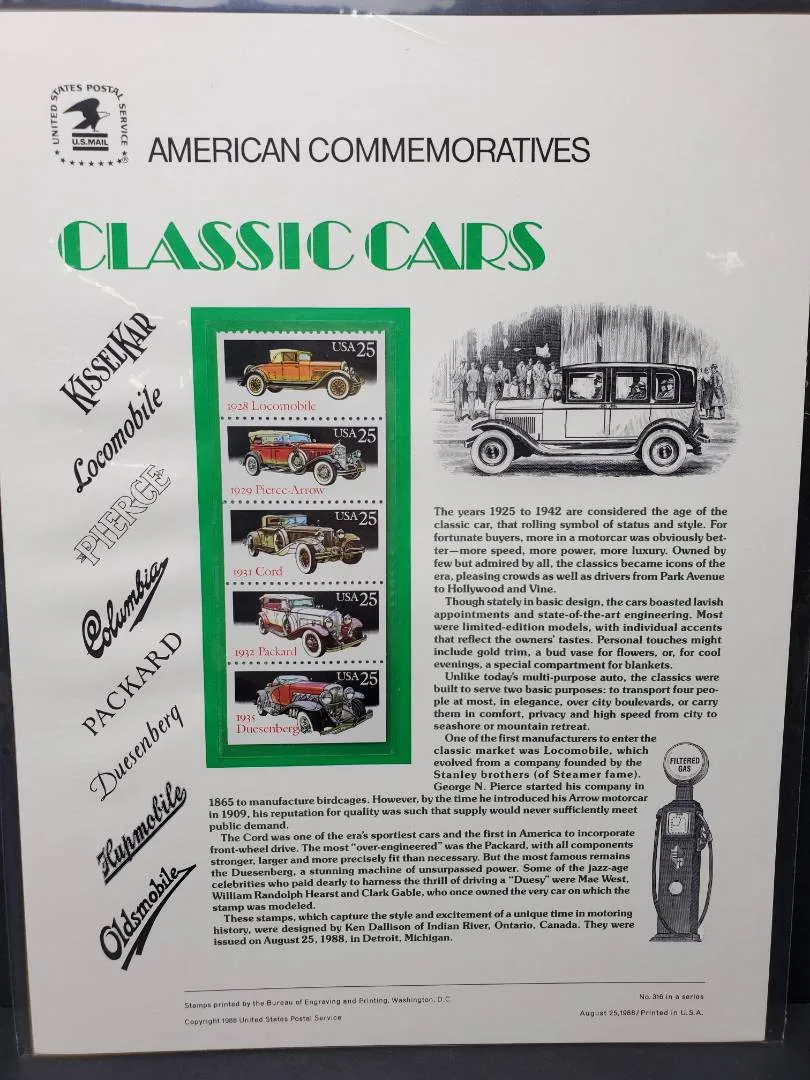 UNITED STATES POSTAL SERVICE
U.S. MAIL
AMERICAN COMMEMORATIVES
CLASSIC CARS
KISSELKAR
Locomobile
PIERCE
Columbia
PACKARD
Duesenberg
Hupmobile
Oldsmobile
USA 25
1928 Locomobile
USA 25
1929 Pierce-Arrow
USA 25
1931 Cord
USA 25
1932 Packard
USA 25
1935
Duesenberg
The years 1925 to 1942 are considered the age of the
classic car, that rolling symbol of status and style. For
fortunate buyers, more in a motorcar was obviously bet-
ter—more speed, more power, more luxury. Owned by
few but admired by all, the classics became icons of the
era, pleasing crowds as well as drivers from Park Avenue
to Hollywood and Vine.
Though stately in basic design, the cars boasted lavish
appointments and state-of-the-art engineering. Most
were limited-edition models, with individual accents
that reflect the owners' tastes. Personal touches might
include gold trim, a bud vase for flowers, or, for cool
evenings, a special compartment for blankets.
Unlike today's multi-purpose auto, the classics were
built to serve two basic purposes: to transport four peo-
ple at most, in elegance, over city boulevards, or carry
them in comfort, privacy and high speed from city to
seashore or mountain retreat.
One of the first manufacturers to enter the
classic market was Locomobile, which
evolved from a company founded by the
Stanley brothers (of Steamer fame).
George N. Pierce started his company in
1865 to manufacture birdcages. However, by the time he introduced his Arrow motorcar
in 1909, his reputation for quality was such that supply would never sufficiently meet
public demand.
The Cord was one of the era's sportiest cars and the first in America to incorporate
front-wheel drive. The most "over-engineered" was the Packard, with all components
stronger, larger and more precisely fit than necessary. But the most famous remains
the Duesenberg, a stunning machine of unsurpassed power. Some of the jazz-age
celebrities who paid dearly to harness the thrill of driving a "Duesy" were Mae West,
William Randolph Hearst and Clark Gable, who once owned the very car on which the
stamp was modeled.
These stamps, which capture the style and excitement of a unique time in motoring
history, were designed by Ken Dallison of Indian River, Ontario, Canada. They were
issued on August 25, 1988, in Detroit, Michigan.
FILTERED
GAS
Stamps printed by the Bureau of Engraving and Printing, Washington, D.C.
Copyright 1988 United States Postal Service
No. 316 in a series
August 25, 1988/Printed in U.S.A.